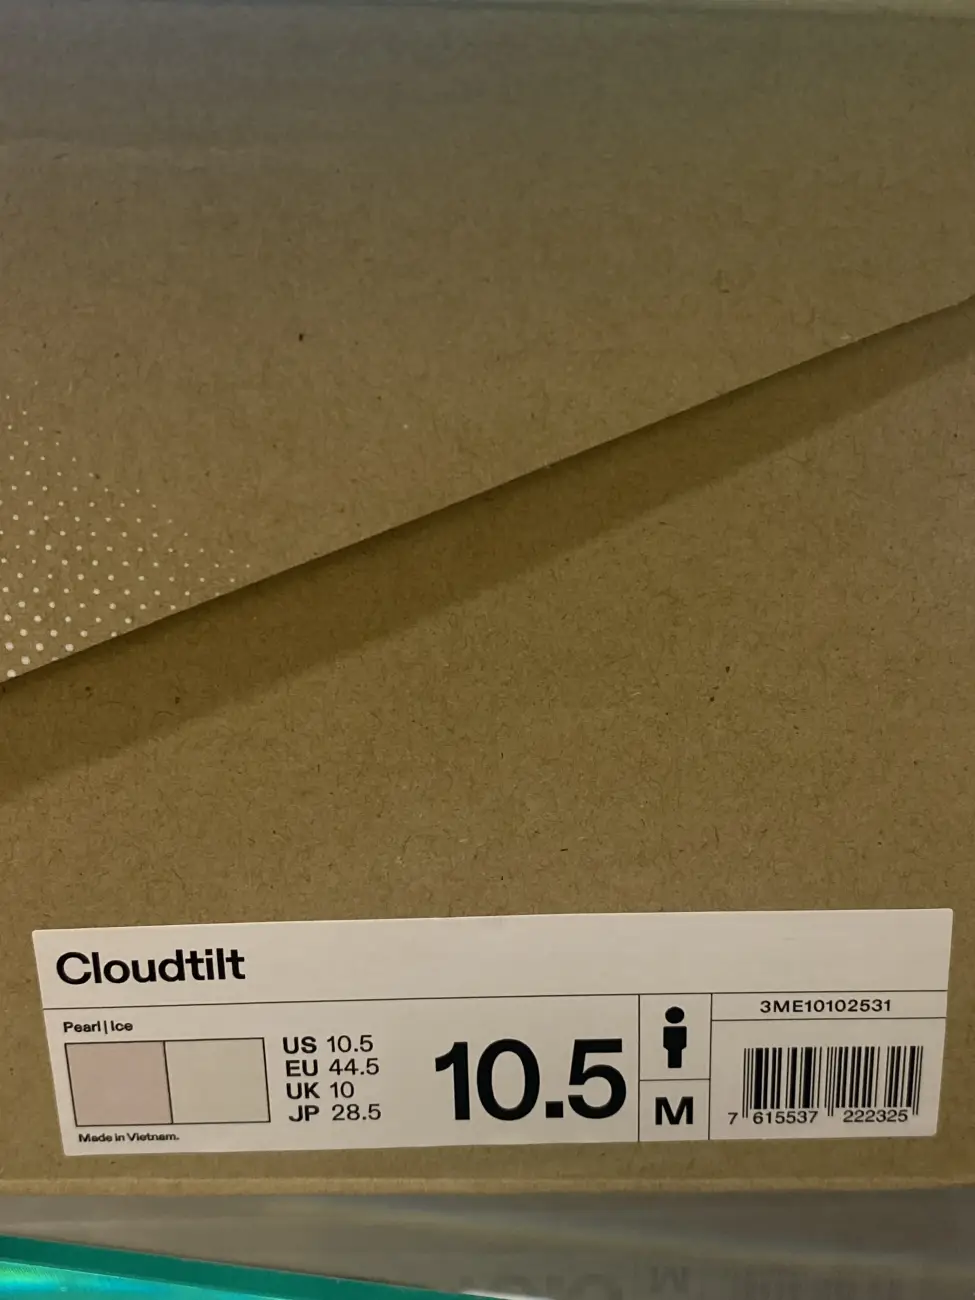 Cloudtilt
Pearl|Ice
US 10.5
EU 44.5
UK 10
JP 28.5
Made in Vietnam.
10.5
M
3ME10102531
7 615537 222325